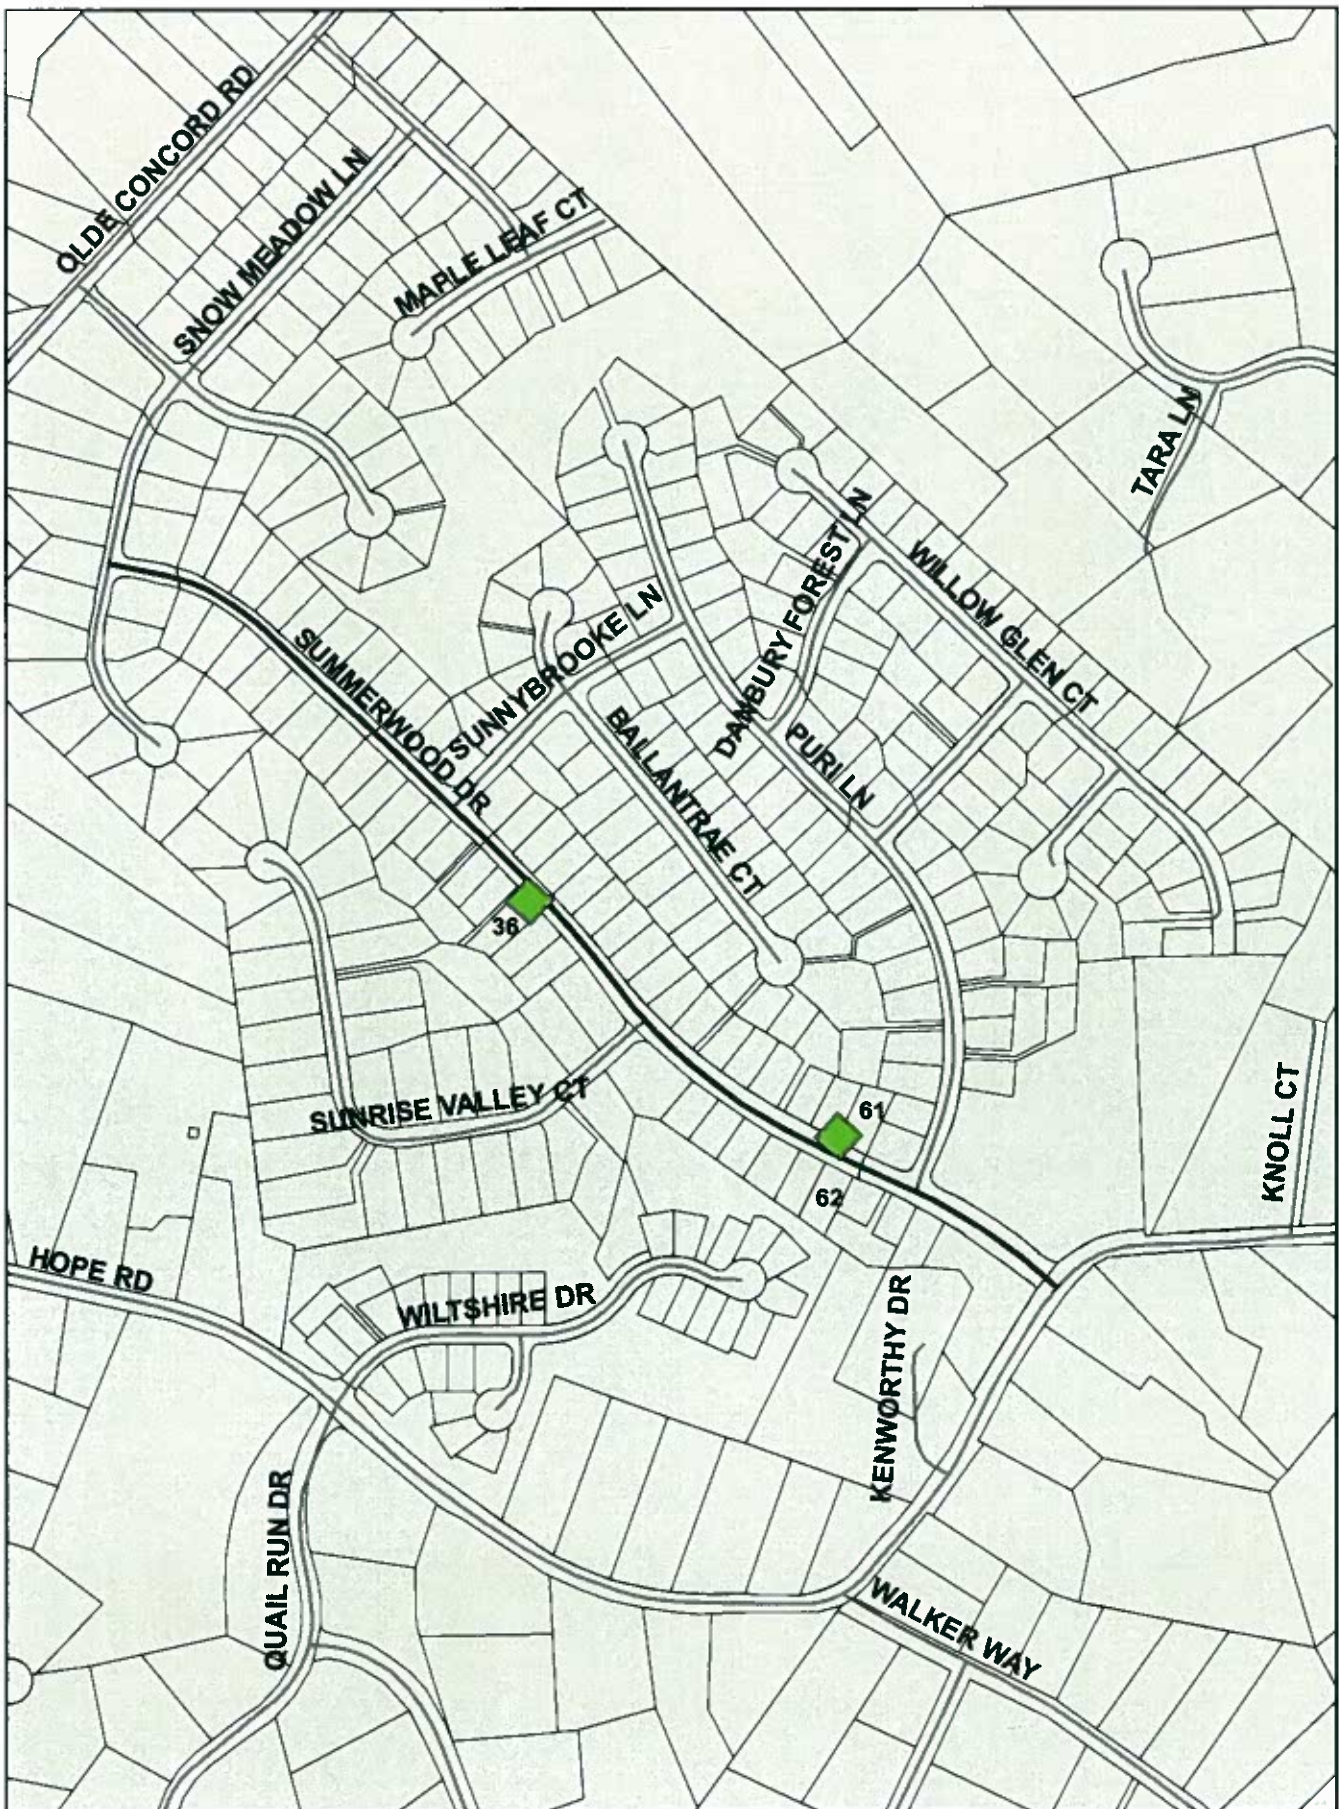 OLDE CONCORD RD
SNOW MEADOW LN
MAPLE LEAF CT
TARA LN
DANBURY FOREST LN
WILLOW GLEN CT
SUNNYBROOKE LN
SUMMERWOOD DR
BALLANTRAE CT
PURI LN
36
SUNRISE VALLEY CT
61
62
KNOLL CT
HOPE RD
WILTSHIRE DR
KENWORTHY DR
QUAIL RUN DR
WALKER WAY